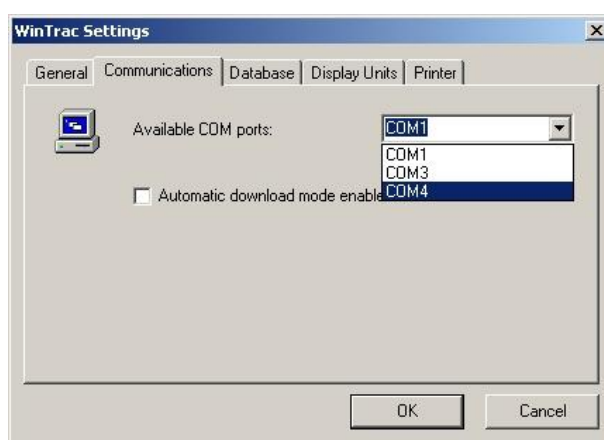 WinTrac Settings
General Communications Database Display Units Printer
Available COM ports: COM1
COM1
COM3
Automatic download mode enable COM4
OK Cancel